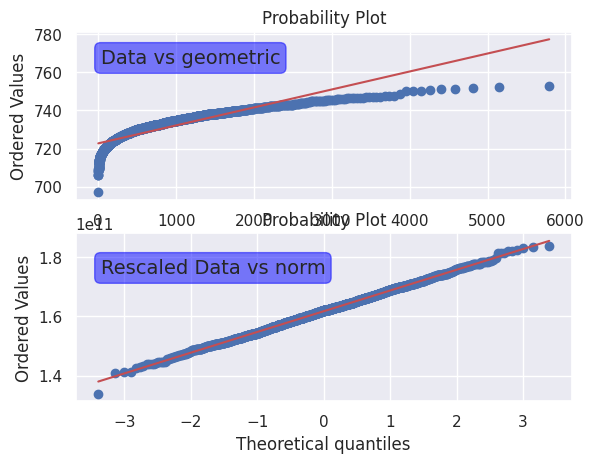 Probability Plot
780
Data vs geometric
760
740
720
700
Ordered Values
0 1000 2000 3000 4000 5000 6000
1e11
Probability Plot
Rescaled Data vs norm
1.8
1.6
1.4
Ordered Values
−3 −2 −1 0 1 2 3
Theoretical quantiles